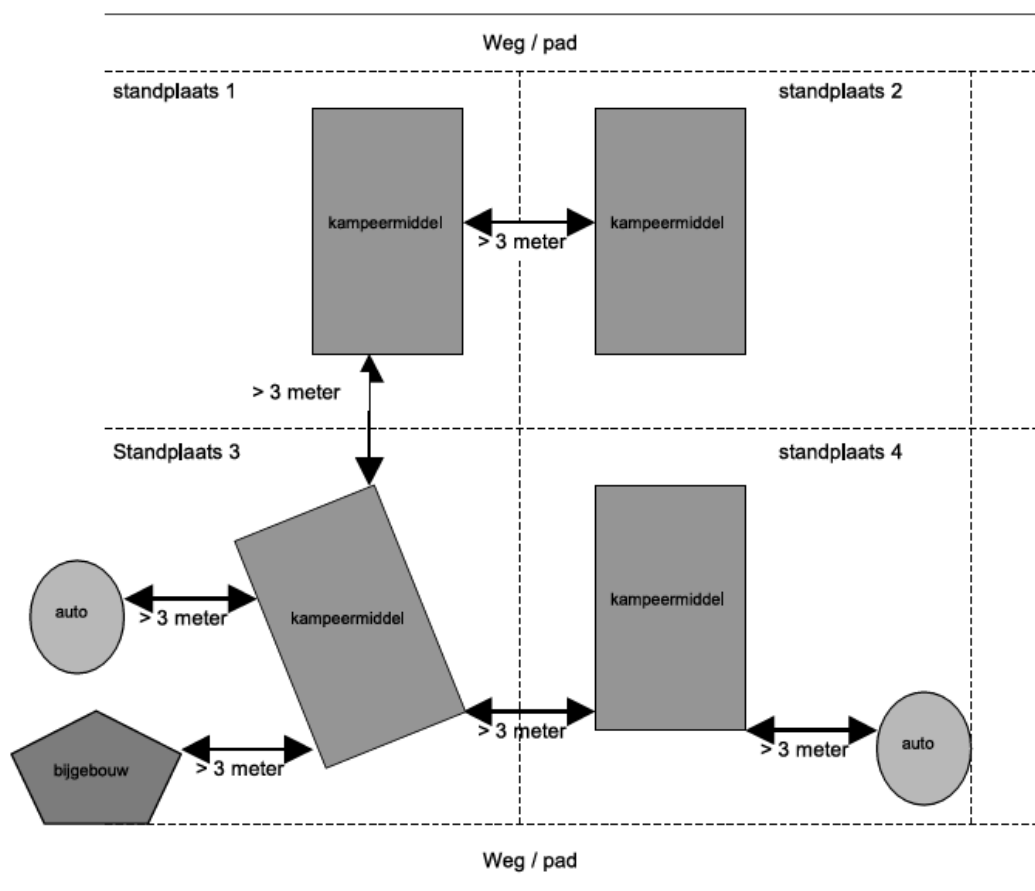 Weg / pad
standplaats 1
standplaats 2
kampeermiddel
kampeermiddel
> 3 meter
> 3 meter
Standplaats 3
standplaats 4
auto
> 3 meter
kampeermiddel
kampeermiddel
> 3 meter
> 3 meter
auto
bijgebouw
> 3 meter
Weg / pad